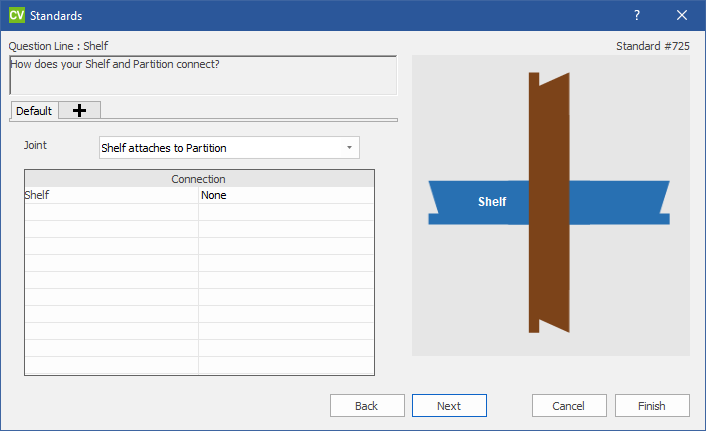 CV Standards
?
Question Line : Shelf
Standard #725
How does your Shelf and Partition connect?
Default
Joint
Shelf attaches to Partition
Connection
Shelf None
Shelf
Back
Next
Cancel
Finish